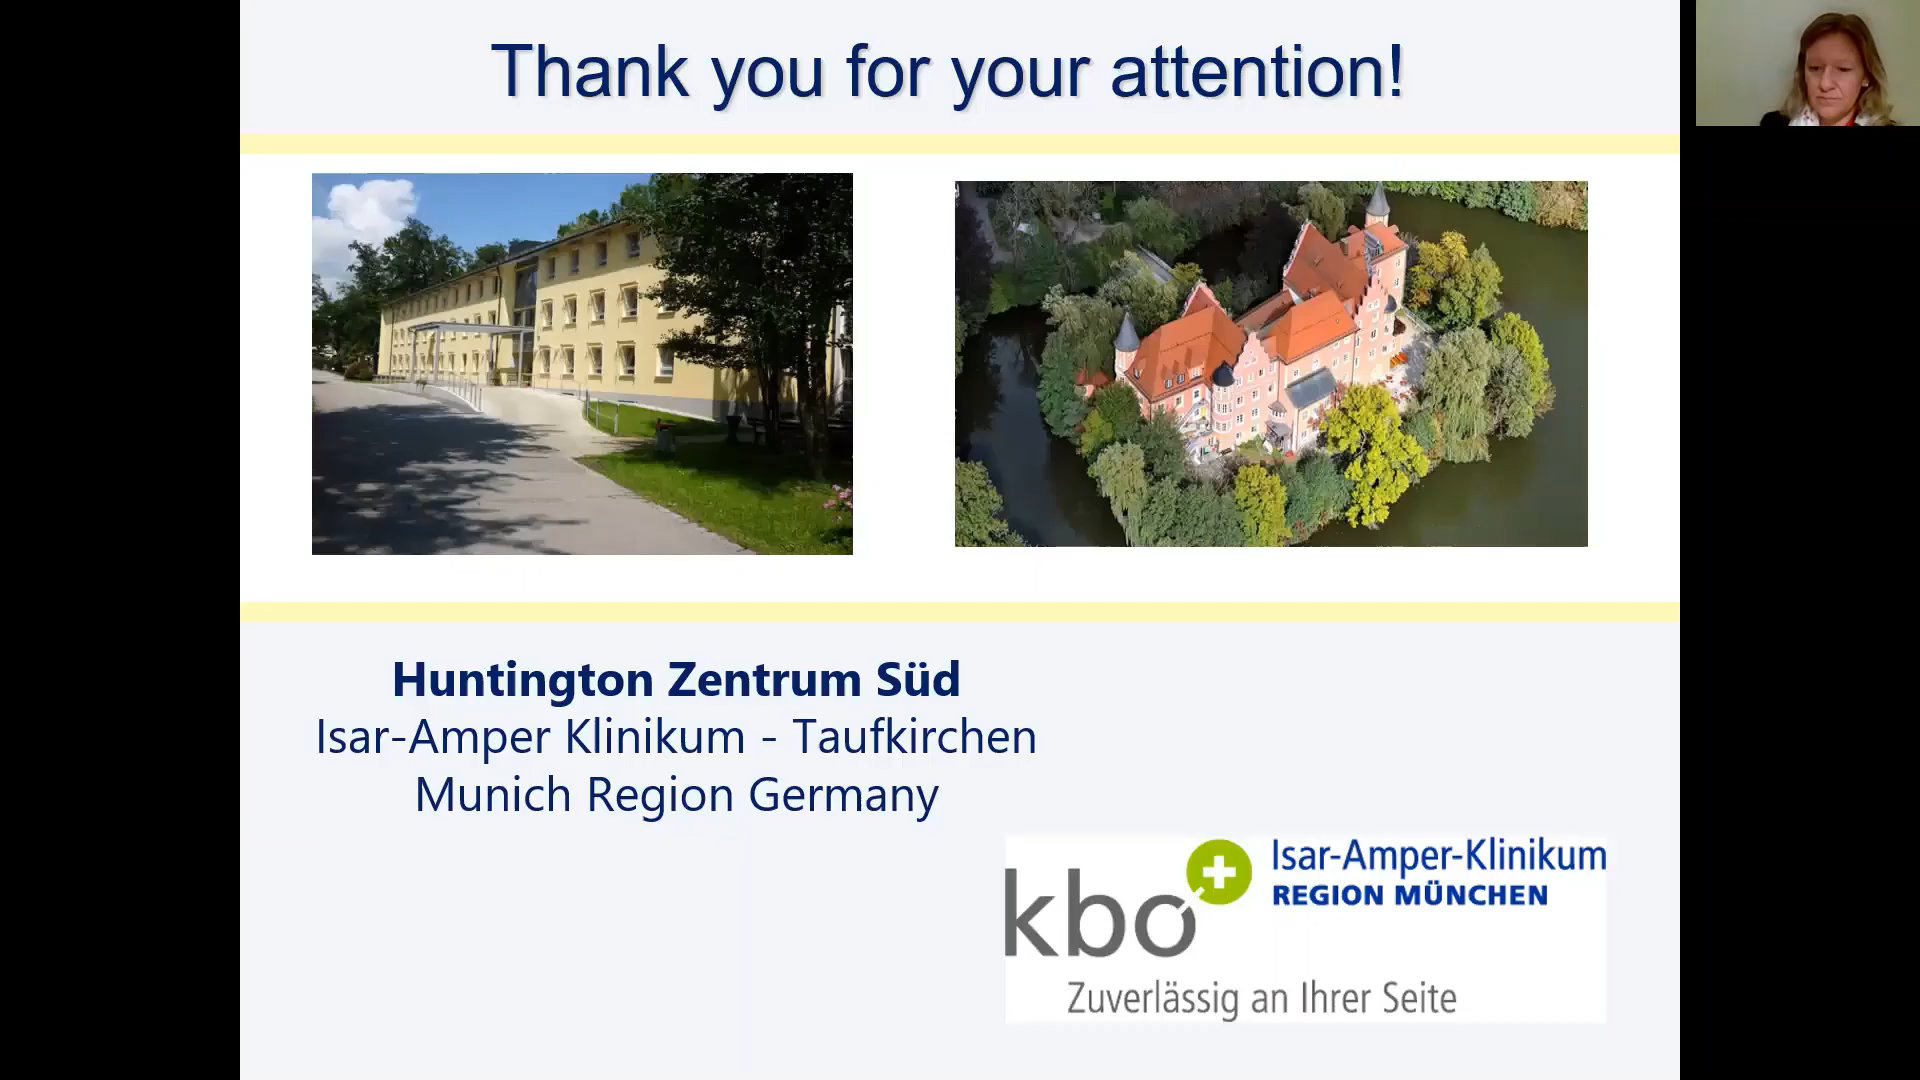 Thank you for your attention!
Huntington Zentrum Süd
Isar-Amper Klinikum - Taufkirchen
Munich Region Germany
kbo
Isar-Amper-Klinikum
REGION MÜNCHEN
Zuverlässig an Ihrer Seite